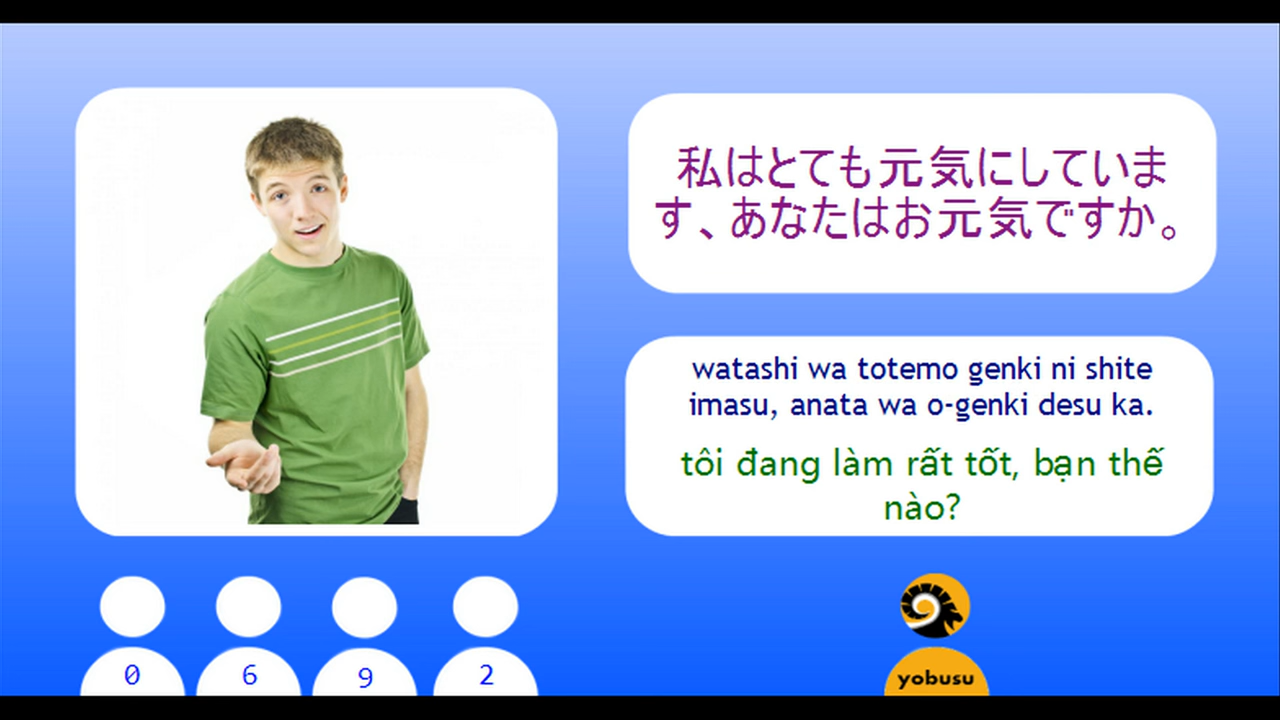 私はとても元気にしていま
す、あなたはお元気ですか。
watashi wa totemo genki ni shite
imasu, anata wa o-genki desu ka.
tôi đang làm rất tốt, bạn thế
nào?
0 6 9 2
yobusu